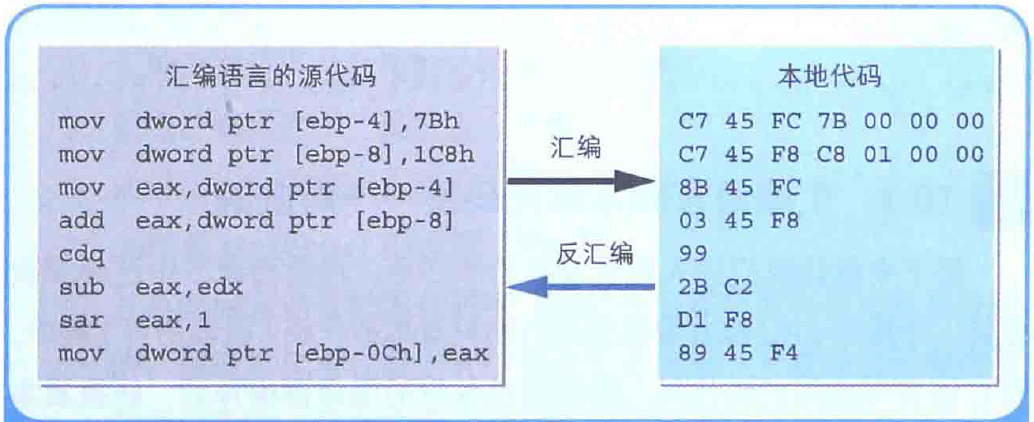 汇编语言的源代码
mov dword ptr [ebp-4],7Bh
mov dword ptr [ebp-8],1C8h
mov eax,dword ptr [ebp-4]
add eax,dword ptr [ebp-8]
cdq
sub eax,edx
sar eax,1
mov dword ptr [ebp-0Ch],eax
汇编
反汇编
本地代码
C7 45 FC 7B 00 00 00
C7 45 F8 C8 01 00 00
8B 45 FC
03 45 F8
99
2B C2
D1 F8
89 45 F4